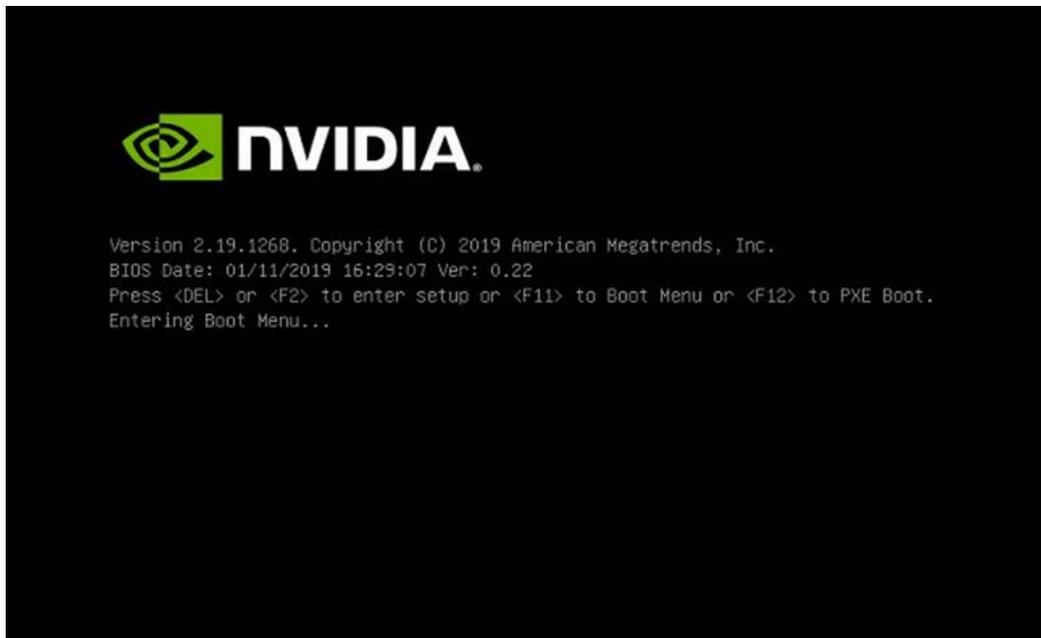 NVIDIA.
Version 2.19.1268. Copyright (C) 2019 American Megatrends, Inc.
BIOS Date: 01/11/2019 16:29:07 Ver: 0.22
Press <DEL> or <F2> to enter setup or <F11> to Boot Menu or <F12> to PXE Boot.
Entering Boot Menu...